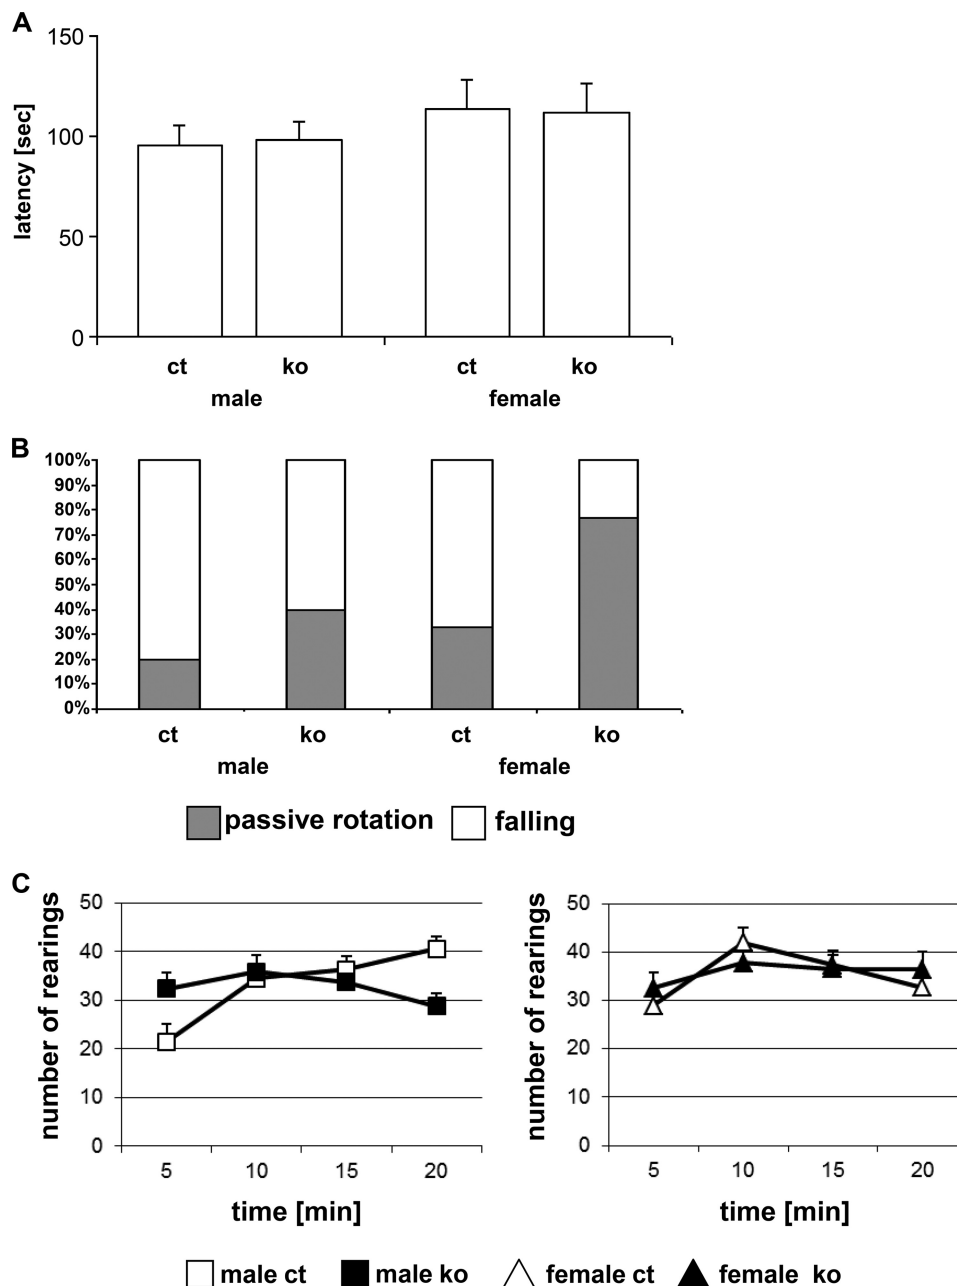 A
latency [sec]
150
100
50
0
ct ko ct ko
male female
B
100%
90%
80%
70%
60%
50%
40%
30%
20%
10%
0%
ct ko ct ko
male female
passive rotation falling
C
number of rearings
50
40
30
20
10
0
5 10 15 20
time [min]
number of rearings
50
40
30
20
10
0
5 10 15 20
time [min]
male ct male ko female ct female ko